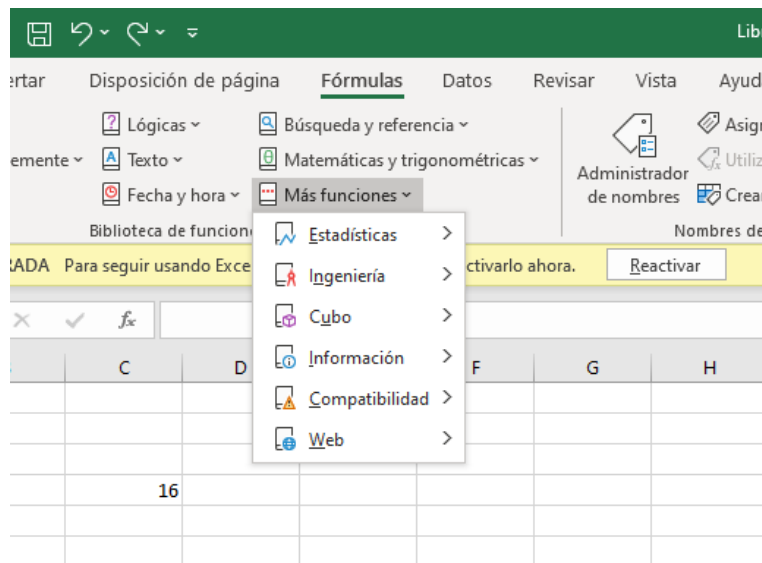 Lib
ertar Disposición de página Fórmulas Datos Revisar Vista Ayud
Lógicas Búsqueda y referencia Asig
emente Texto Matemáticas y trigonométricas Administrador Utiliz
Fecha y hora Más funciones de nombres Crear
Biblioteca de funcion Nombres de
RADA Para seguir usando Exce ctivarlo ahora. Reactivar
Estadísticas
Ingeniería
fx
Cubo
C D F G H
Información
Compatibilidad
Web
16